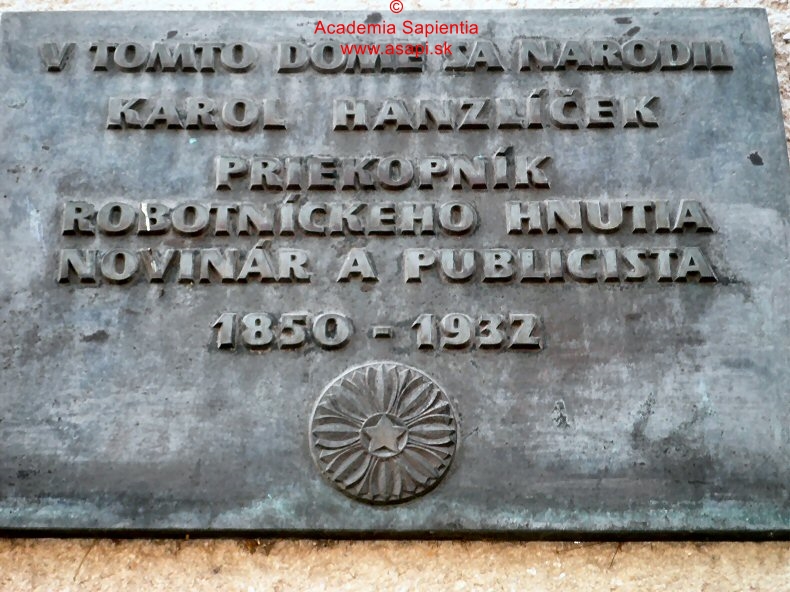 ©
Academia Sapientia
www.asapi.sk
V TOMTO DOME SA NARODIL
KAROL HANZLÍČEK
PRIEKOPNÍK
ROBOTNÍCKEHO HNUTIA
NOVINÁR A PUBLICISTA
1850 - 1932